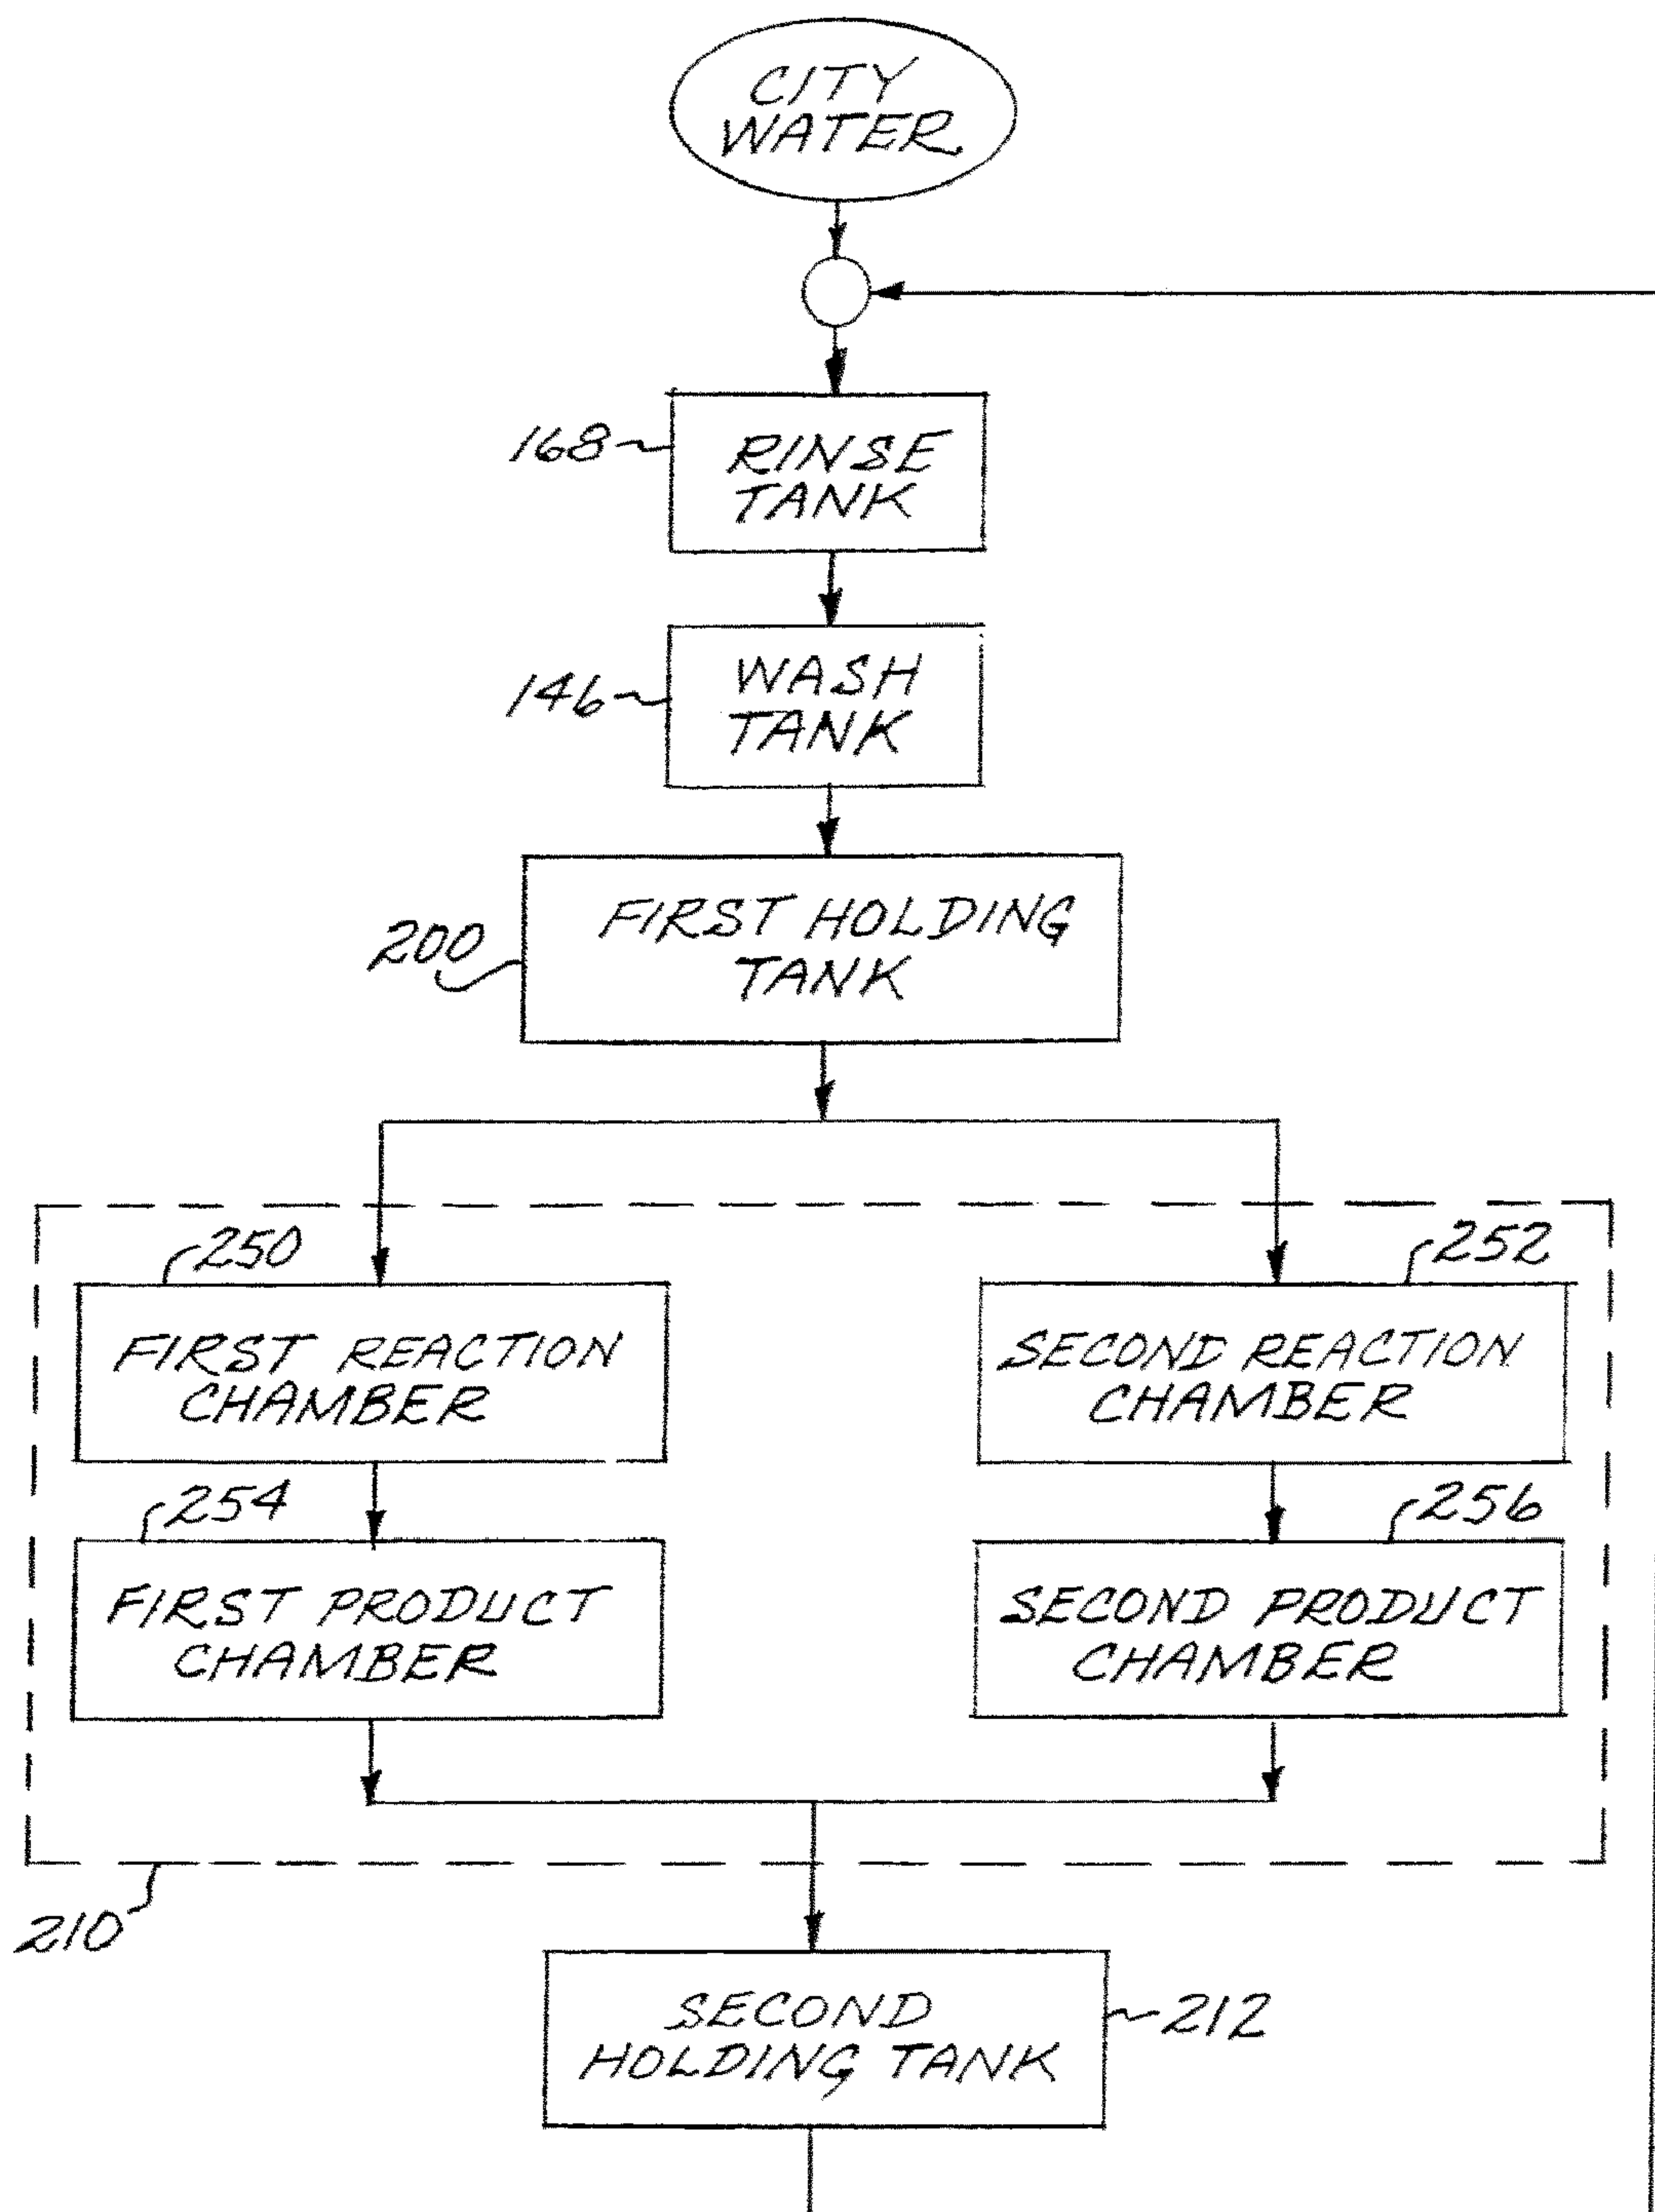 CITY
WATER
168
RINSE
TANK
146
WASH
TANK
200
FIRST HOLDING
TANK
250
252
FIRST REACTION
CHAMBER
SECOND REACTION
CHAMBER
254
256
FIRST PRODUCT
CHAMBER
SECOND PRODUCT
CHAMBER
210
SECOND
HOLDING TANK
212